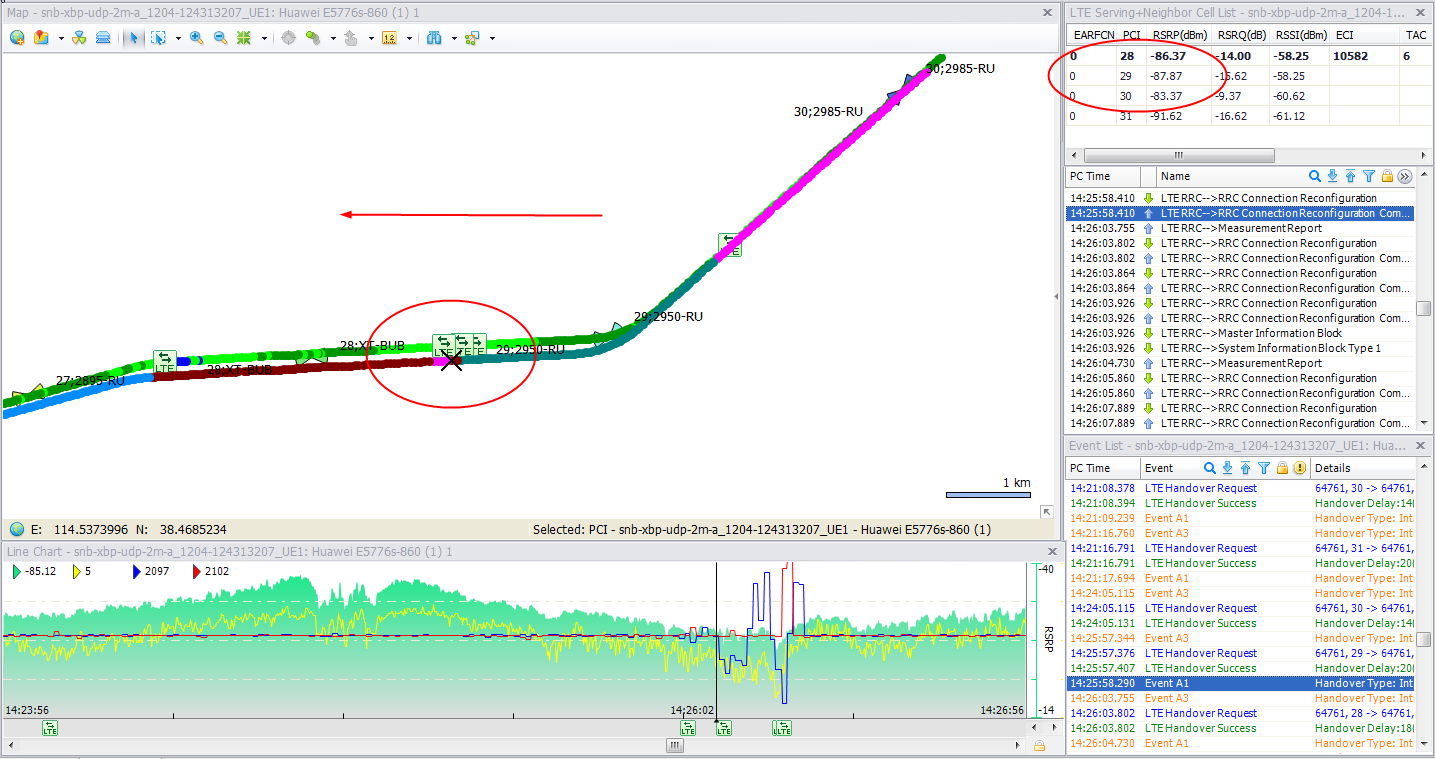 Map - snb-xbp-udp-2m-a_1204-124313207_UE1: Huawei E5776s-860 (1) 1
1.2
30;2985-RU
30;2985-RU
LTE
29;2950-RU
28;XT-BUB
29;2950-RU
LTE
28;XT-BUB
27;2895-RU
1 km
E: 114.5373996 N: 38.4685234
Selected: PCI - snb-xbp-udp-2m-a_1204-124313207_UE1 - Huawei E5776s-860 (1)
Line Chart - snb-xbp-udp-2m-a_1204-124313207_UE1: Huawei E5776s-860 (1) 1
-85.12 5 2097 2102
-40
RSRP
-14
14:23:56 14:26:02 14:26:56
LTE LTE LTE LTE
LTE Serving+Neighbor Cell List - snb-xbp-udp-2m-a_1204-1...
EARFCN PCI RSRP(dBm) RSRQ(dB) RSSI(dBm) ECI TAC
0 28 -86.37 -14.00 -58.25 10582 6
0 29 -87.87 -15.62 -58.25
0 30 -83.37 -9.37 -60.62
0 31 -91.62 -16.62 -61.12
PC Time Name
14:25:58.410 LTE RRC-->RRC Connection Reconfiguration
14:25:58.410 LTE RRC-->RRC Connection Reconfiguration Com...
14:26:03.755 LTE RRC-->Measurement Report
14:26:03.802 LTE RRC-->RRC Connection Reconfiguration
14:26:03.802 LTE RRC-->RRC Connection Reconfiguration Com...
14:26:03.864 LTE RRC-->RRC Connection Reconfiguration
14:26:03.864 LTE RRC-->RRC Connection Reconfiguration Com...
14:26:03.926 LTE RRC-->RRC Connection Reconfiguration
14:26:03.926 LTE RRC-->RRC Connection Reconfiguration Com...
14:26:03.926 LTE RRC-->Master Information Block
14:26:03.926 LTE RRC-->System Information Block Type 1
14:26:04.730 LTE RRC-->Measurement Report
14:26:05.860 LTE RRC-->RRC Connection Reconfiguration
14:26:05.860 LTE RRC-->RRC Connection Reconfiguration Com...
14:26:07.889 LTE RRC-->RRC Connection Reconfiguration
14:26:07.889 LTE RRC-->RRC Connection Reconfiguration Com...
Event List - snb-xbp-udp-2m-a_1204-124313207_UE1: Hua...
PC Time Event Details
14:21:08.378 LTE Handover Request 64761, 30 -> 64761,
14:21:08.394 LTE Handover Success Handover Delay:14(
14:21:09.239 Event A1 Handover Type: Int
14:21:16.760 Event A3 Handover Type: Int
14:21:16.791 LTE Handover Request 64761, 31 -> 64761,
14:21:16.791 LTE Handover Success Handover Delay:20(
14:21:17.694 Event A1 Handover Type: Int
14:24:05.115 Event A3 Handover Type: Int
14:24:05.115 LTE Handover Request 64761, 30 -> 64761,
14:24:05.131 LTE Handover Success Handover Delay:14(
14:25:57.344 Event A3 Handover Type: Int
14:25:57.376 LTE Handover Request 64761, 29 -> 64761,
14:25:57.407 LTE Handover Success Handover Delay:20(
14:25:58.290 Event A1 Handover Type: Int
14:26:03.755 Event A3 Handover Type: Int
14:26:03.802 LTE Handover Request 64761, 28 -> 64761,
14:26:03.802 LTE Handover Success Handover Delay:18(
14:26:04.730 Event A1 Handover Type: Int